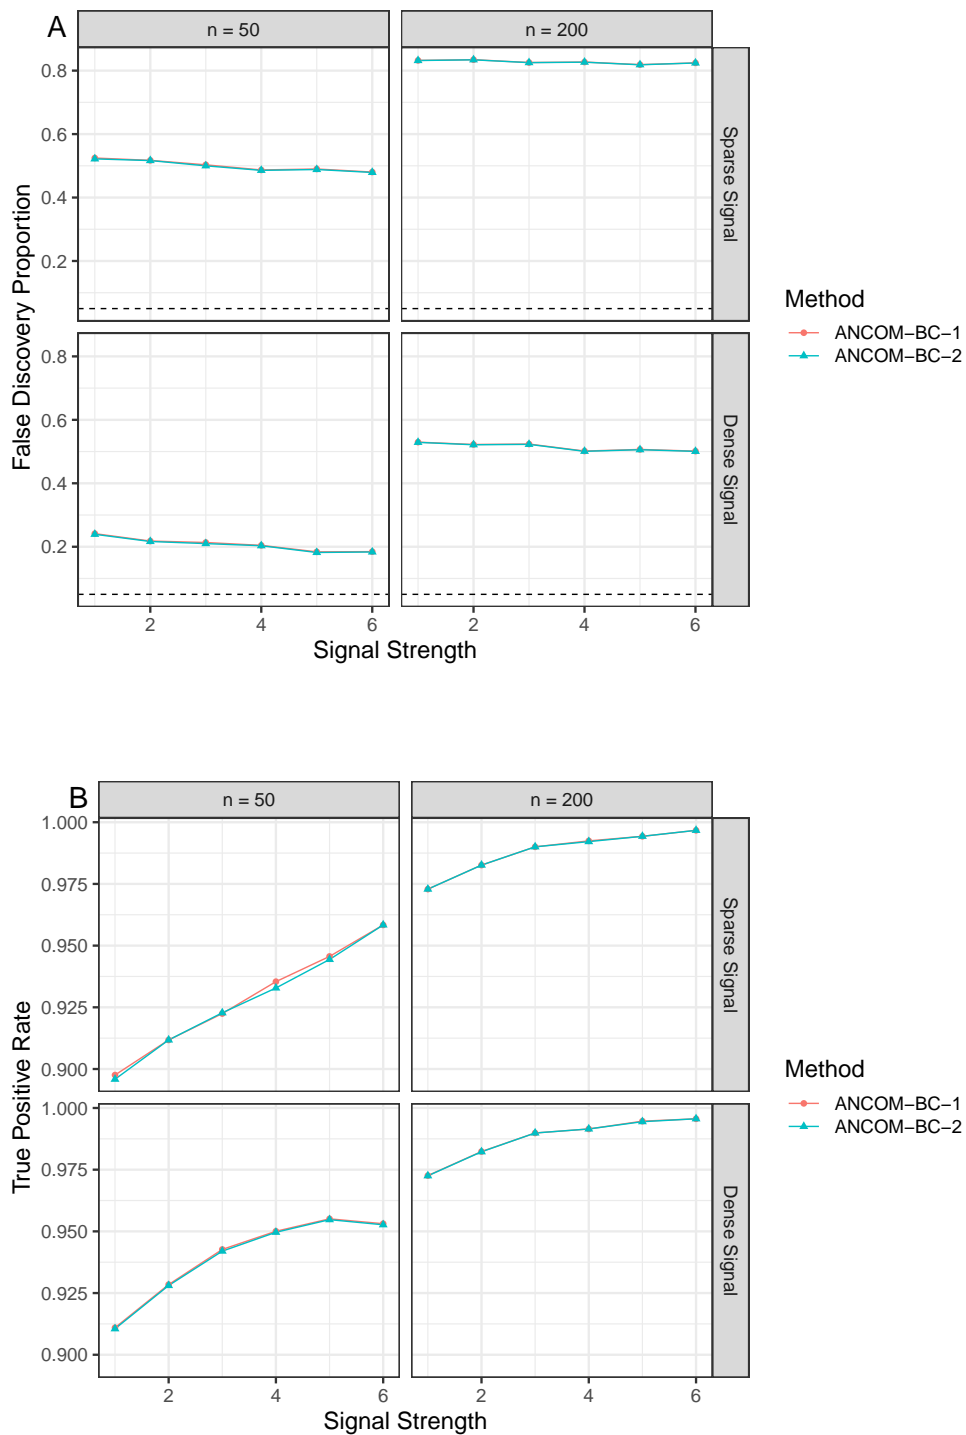 A
n = 50
n = 200
0.8
0.6
0.4
0.2
Sparse Signal
0.8
0.6
0.4
0.2
Dense Signal
False Discovery Proportion
2
4
6
2
4
6
Signal Strength
Method
ANCOM−BC−1
ANCOM−BC−2
B
n = 50
n = 200
1.000
0.975
0.950
0.925
0.900
Sparse Signal
1.000
0.975
0.950
0.925
0.900
Dense Signal
True Positive Rate
2
4
6
2
4
6
Signal Strength
Method
ANCOM−BC−1
ANCOM−BC−2